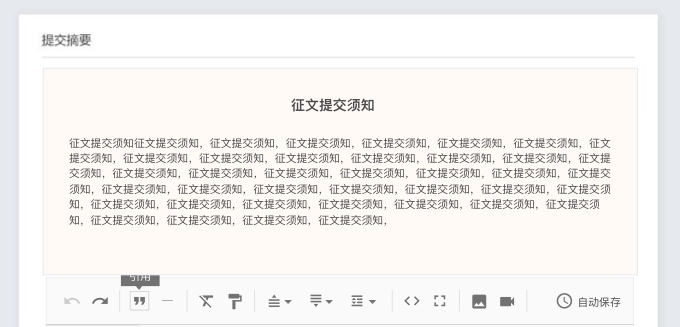 提交摘要
征文提交须知
征文提交须知征文提交须知，征文提交须知，征文提交须知，征文提交须知，征文提交须知，征文提交须知，征文
提交须知，征文提交须知，征文提交须知，征文提交须知，征文提交须知，征文提交须知，征文提交须知，征文提
交须知，征文提交须知，征文提交须知，征文提交须知，征文提交须知，征文提交须知，征文提交须知，征文提交
须知，征文提交须知，征文提交须知，征文提交须知，征文提交须知，征文提交须知，征文提交须知，征文提交须
知，征文提交须知，征文提交须知，征文提交须知，征文提交须知，征文提交须知，征文提交须知，征文提交须
知，征文提交须知，征文提交须知，征文提交须知，征文提交须知，
引用
自动保存